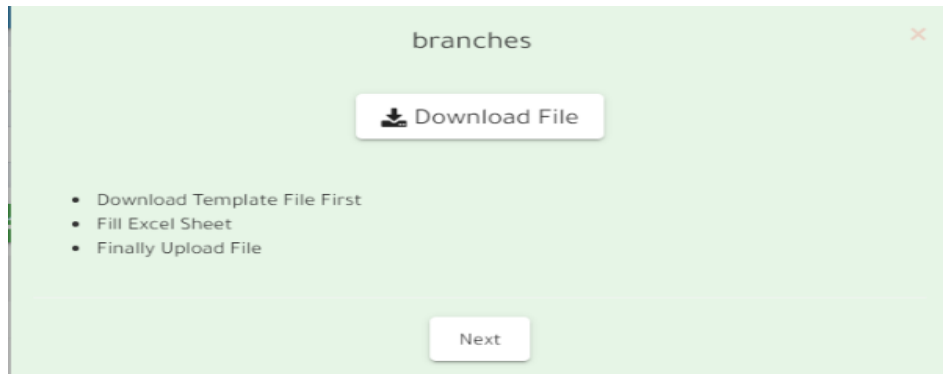 branches
Download File
• Download Template File First
• Fill Excel Sheet
• Finally Upload File
Next